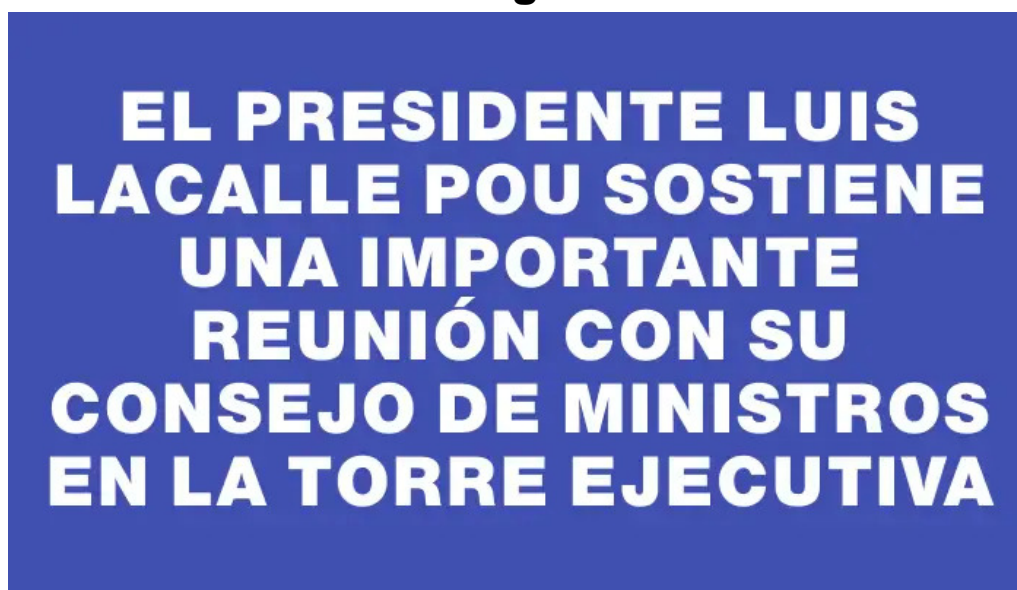 EL PRESIDENTE LUIS
LACALLE POU SOSTIENE
UNA IMPORTANTE
REUNIÓN CON SU
CONSEJO DE MINISTROS
EN LA TORRE EJECUTIVA